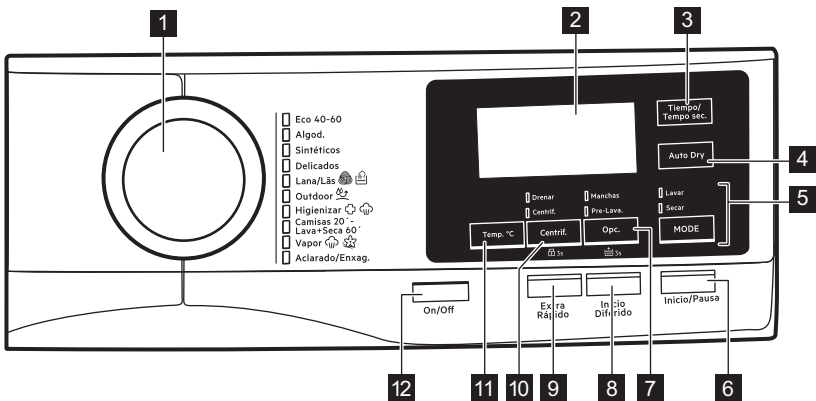 1
2
3
Eco 40-60
Algod.
Sintéticos
Delicados
Lana/Lãs
Outdoor
Higienizar
Camisas 20´-
Lava+Seca 60´
Vapor
Aclarado/Enxag.
Tiempo/
Tempo sec.
Auto Dry
4
5
Drenar
Manchas
Lavar
Centrif.
Pre-Lava.
Secar
Temp. °C
Centrif.
Opc.
MODE
3s
3s
On/Off
Extra
Rápido
Inicio
Diferido
Inicio/Pausa
12
11
10
9
8
7
6